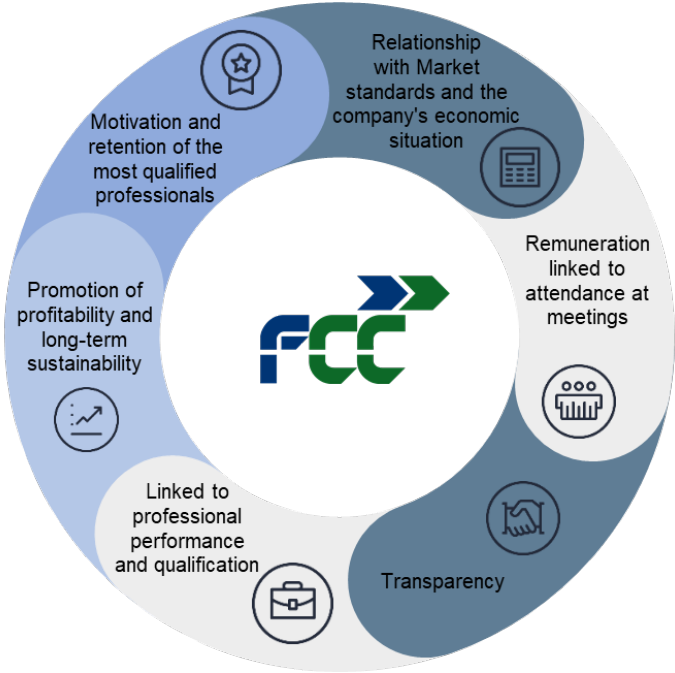 Relationship
with Market
standards and the
company's economic
situation
Remuneration
linked to
attendance at
meetings
Transparency
Linked to
professional
performance
and qualification
Promotion of
profitability and
long-term
sustainability
Motivation and
retention of the
most qualified
professionals
FCC